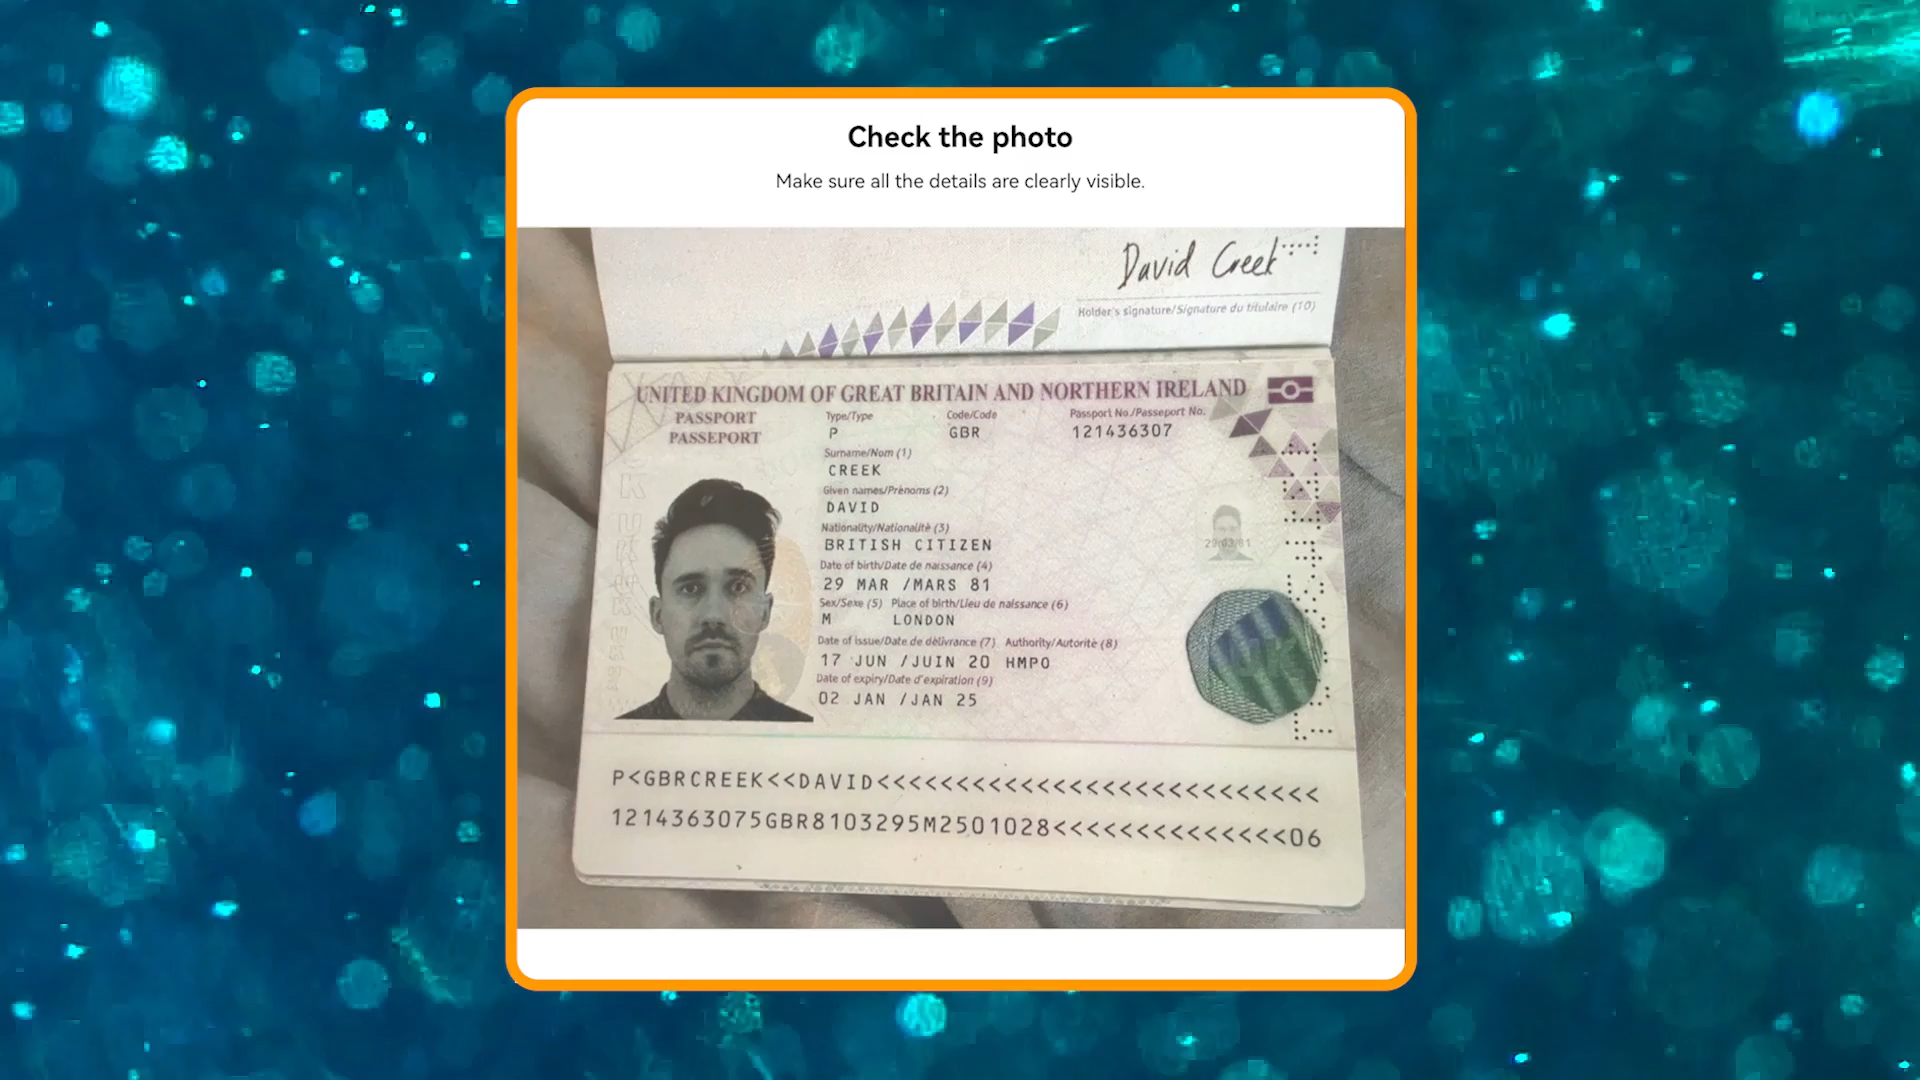 Check the photo
Make sure all the details are clearly visible.
David Creek
Holder's signature/Signature du titulaire (10)
UNITED KINGDOM OF GREAT BRITAIN AND NORTHERN IRELAND
PASSPORT
PASSEPORT
Type/Type
Code/Code
Passport No./Passeport No.
P
GBR
121436307
Surname/Nom (1)
CREEK
Given names/Prénoms (2)
DAVID
Nationality/Nationalité (3)
BRITISH CITIZEN
Date of birth/Date de naissance (4)
29 MAR /MARS 81
Sex/Sexe (5) Place of birth/Lieu de naissance (6)
M LONDON
Date of issue/Date de délivrance (7) Authority/Autorité (8)
17 JUN /JUIN 20 HMPO
Date of expiry/Date d'expiration (9)
02 JAN /JAN 25
29/03/81
P<GBRCREEK<<DAVID<<<<<<<<<<<<<<<<<<<<<<<<<<<
1214363075GBR8103295M2501028<<<<<<<<<<<<<<06